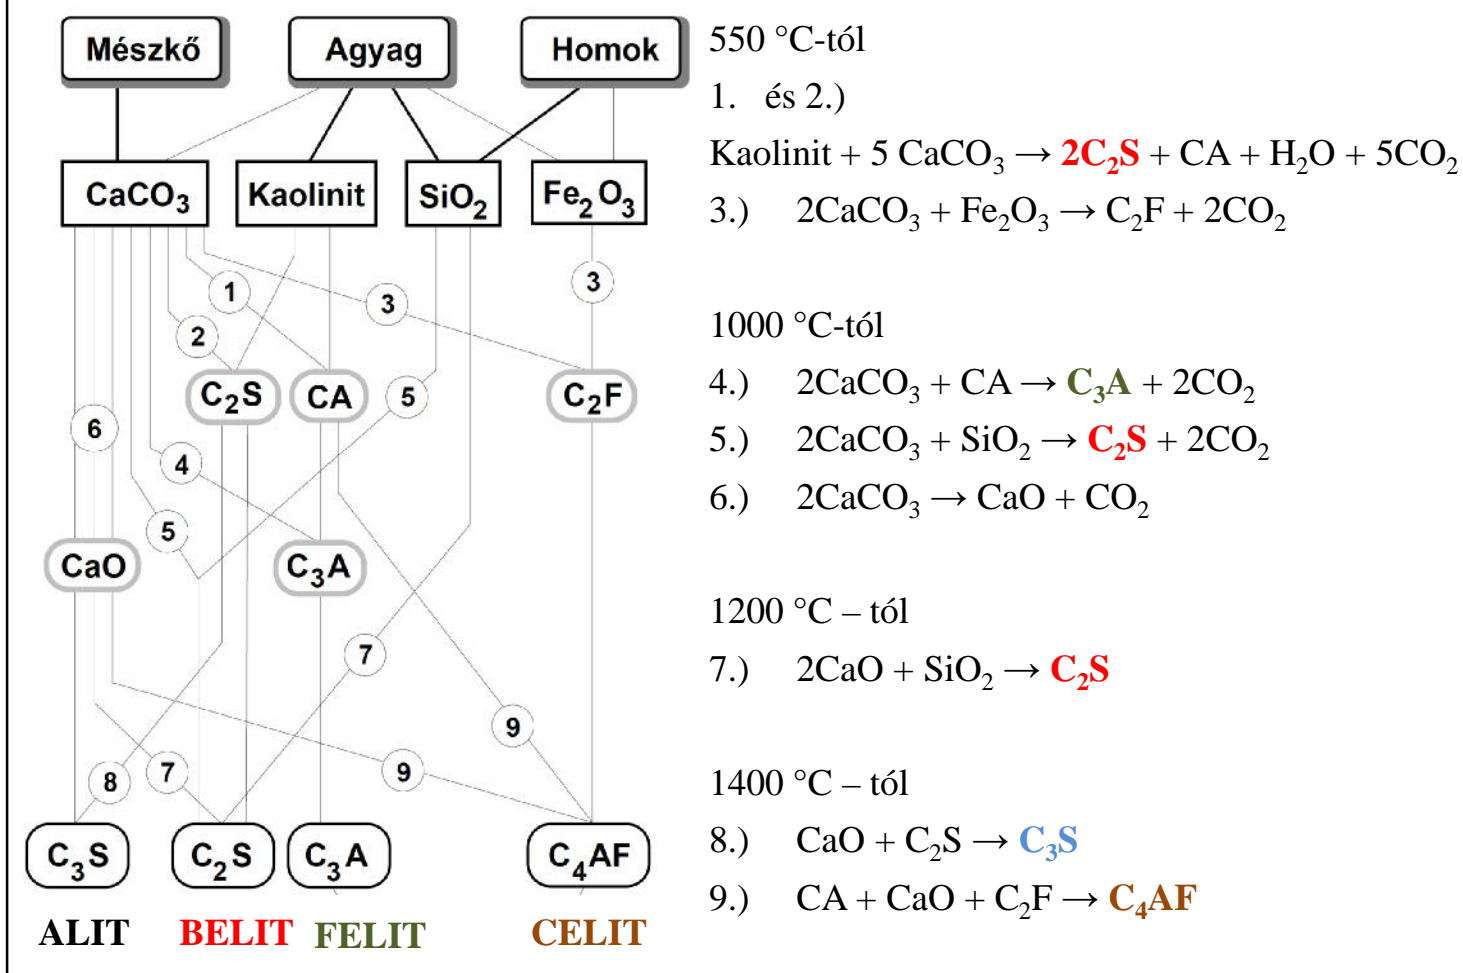 Mészkő
Agyag
Homok
CaCO₃
Kaolinit
SiO₂
Fe₂O₃
1
3
3
2
C₂S
CA
5
C₂F
6
4
5
CaO
C₃A
7
9
8
7
9
C₃S
C₂S
C₃A
C₄AF
ALIT
BELIT
FELIT
CELIT
550 °C-tól
1. és 2.)
Kaolinit + 5 CaCO₃ → 2C₂S + CA + H₂O + 5CO₂
3.) 2CaCO₃ + Fe₂O₃ → C₂F + 2CO₂
1000 °C-tól
4.) 2CaCO₃ + CA → C₃A + 2CO₂
5.) 2CaCO₃ + SiO₂ → C₂S + 2CO₂
6.) 2CaCO₃ → CaO + CO₂
1200 °C – tól
7.) 2CaO + SiO₂ → C₂S
1400 °C – tól
8.) CaO + C₂S → C₃S
9.) CA + CaO + C₂F → C₄AF